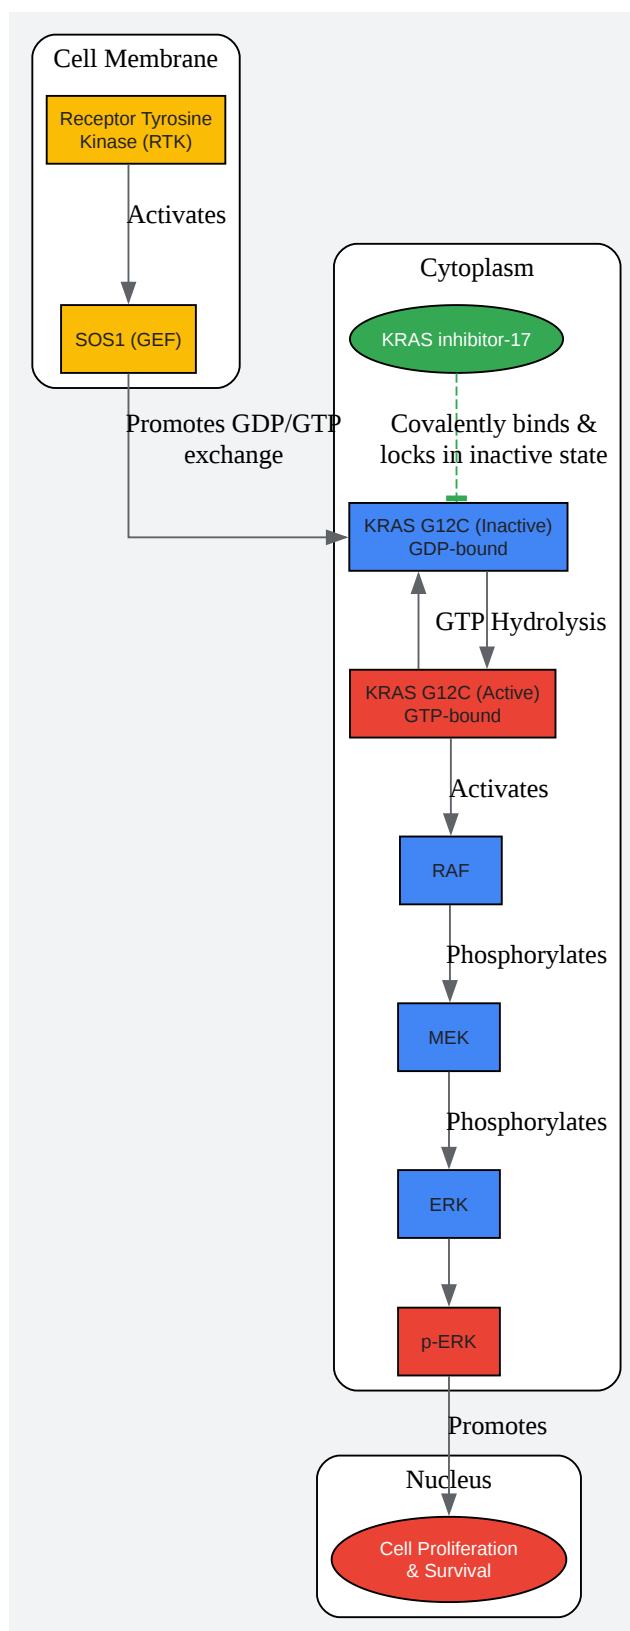 Cell Membrane
Receptor Tyrosine
Kinase (RTK)
Activates
SOS1 (GEF)
Promotes GDP/GTP
exchange
Cytoplasm
KRAS inhibitor-17
Covalently binds &
locks in inactive state
KRAS G12C (Inactive)
GDP-bound
GTP Hydrolysis
KRAS G12C (Active)
GTP-bound
Activates
RAF
Phosphorylates
MEK
Phosphorylates
ERK
p-ERK
Promotes
Nucleus
Cell Proliferation
& Survival